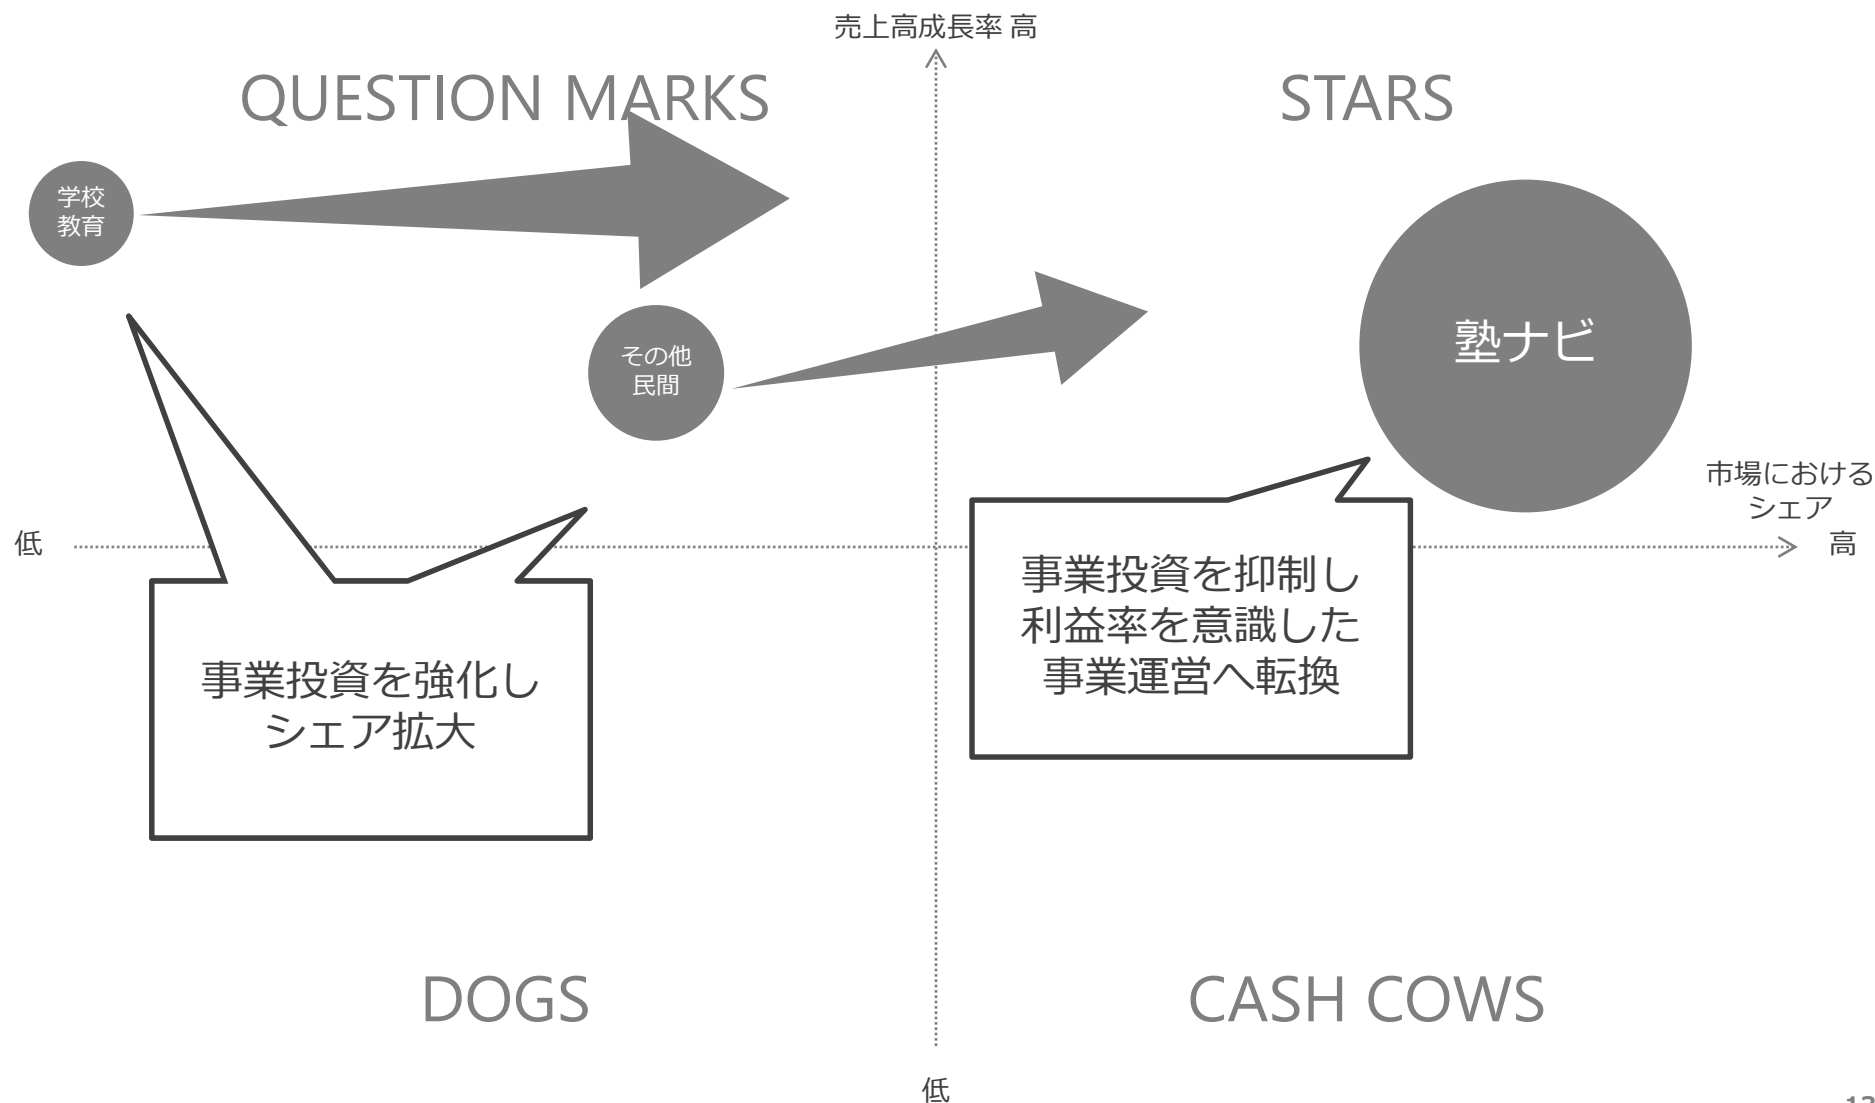 売上高成長率 高
QUESTION MARKS
STARS
学校
教育
その他
民間
塾ナビ
市場における
シェア
低
高
事業投資を抑制し
利益率を意識した
事業運営へ転換
事業投資を強化し
シェア拡大
DOGS
CASH COWS
低